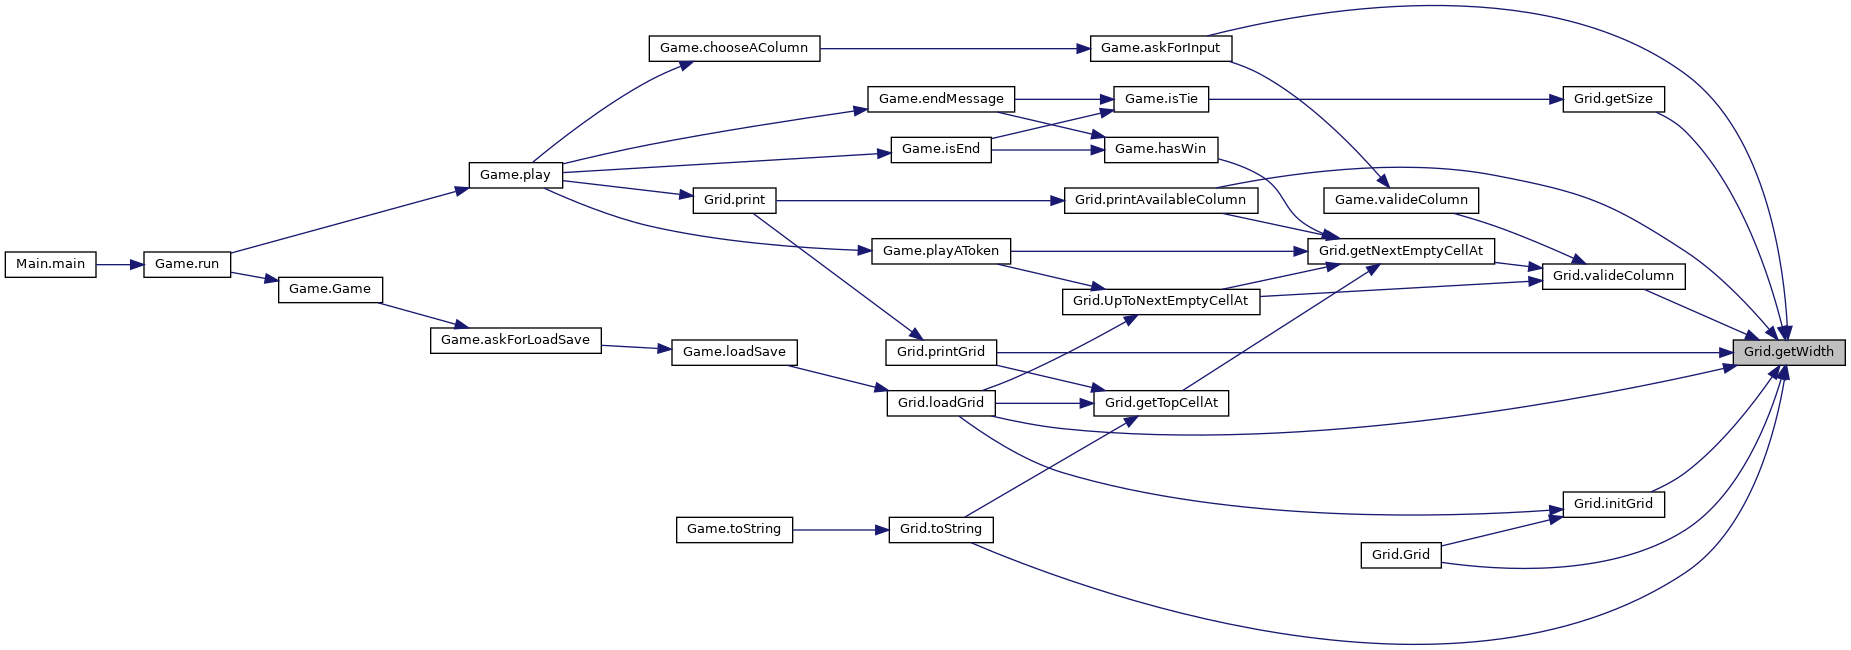 Game.chooseAColumn
Game.askForInput
Game.endMessage
Game.isTie
Grid.getSize
Game.isEnd
Game.hasWin
Game.play
Grid.print
Grid.printAvailableColumn
Game.valideColumn
Game.playAToken
Grid.getNextEmptyCellAt
Main.main
Game.run
Grid.valideColumn
Game.Game
Grid.UpToNextEmptyCellAt
Game.askForLoadSave
Game.loadSave
Grid.printGrid
Grid.getWidth
Grid.loadGrid
Grid.getTopCellAt
Grid.initGrid
Game.toString
Grid.toString
Grid.Grid